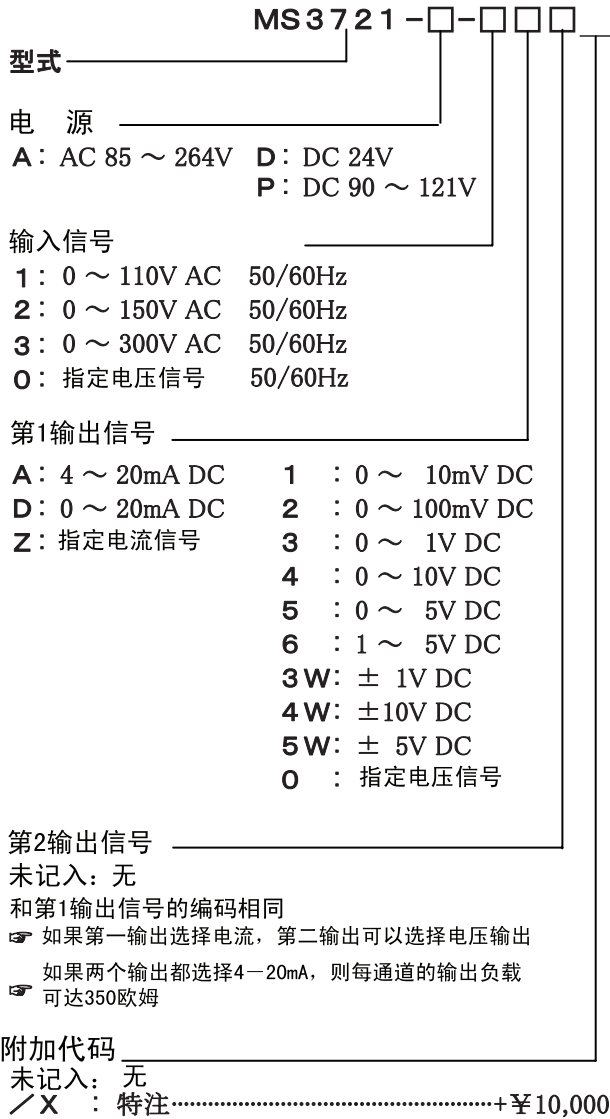 MS3721-□-□□□
型式
电 源
A：AC 85 ～ 264V D：DC 24V
P：DC 90 ～ 121V
输入信号
1：0 ～ 110V AC 50/60Hz
2：0 ～ 150V AC 50/60Hz
3：0 ～ 300V AC 50/60Hz
0：指定电压信号 50/60Hz
第1输出信号
A：4 ～ 20mA DC 1 ：0 ～ 10mV DC
D：0 ～ 20mA DC 2 ：0 ～ 100mV DC
Z：指定电流信号 3 ：0 ～ 1V DC
4 ：0 ～ 10V DC
5 ：0 ～ 5V DC
6 ：1 ～ 5V DC
3W：± 1V DC
4W：±10V DC
5W：± 5V DC
0 ：指定电压信号
第2输出信号
未记入：无
和第1输出信号的编码相同
☞ 如果第一输出选择电流，第二输出可以选择电压输出
☞ 如果两个输出都选择4－20mA，则每通道的输出负载
可达350欧姆
附加代码
未记入：无
／X ：特注………………………………………+¥10,000